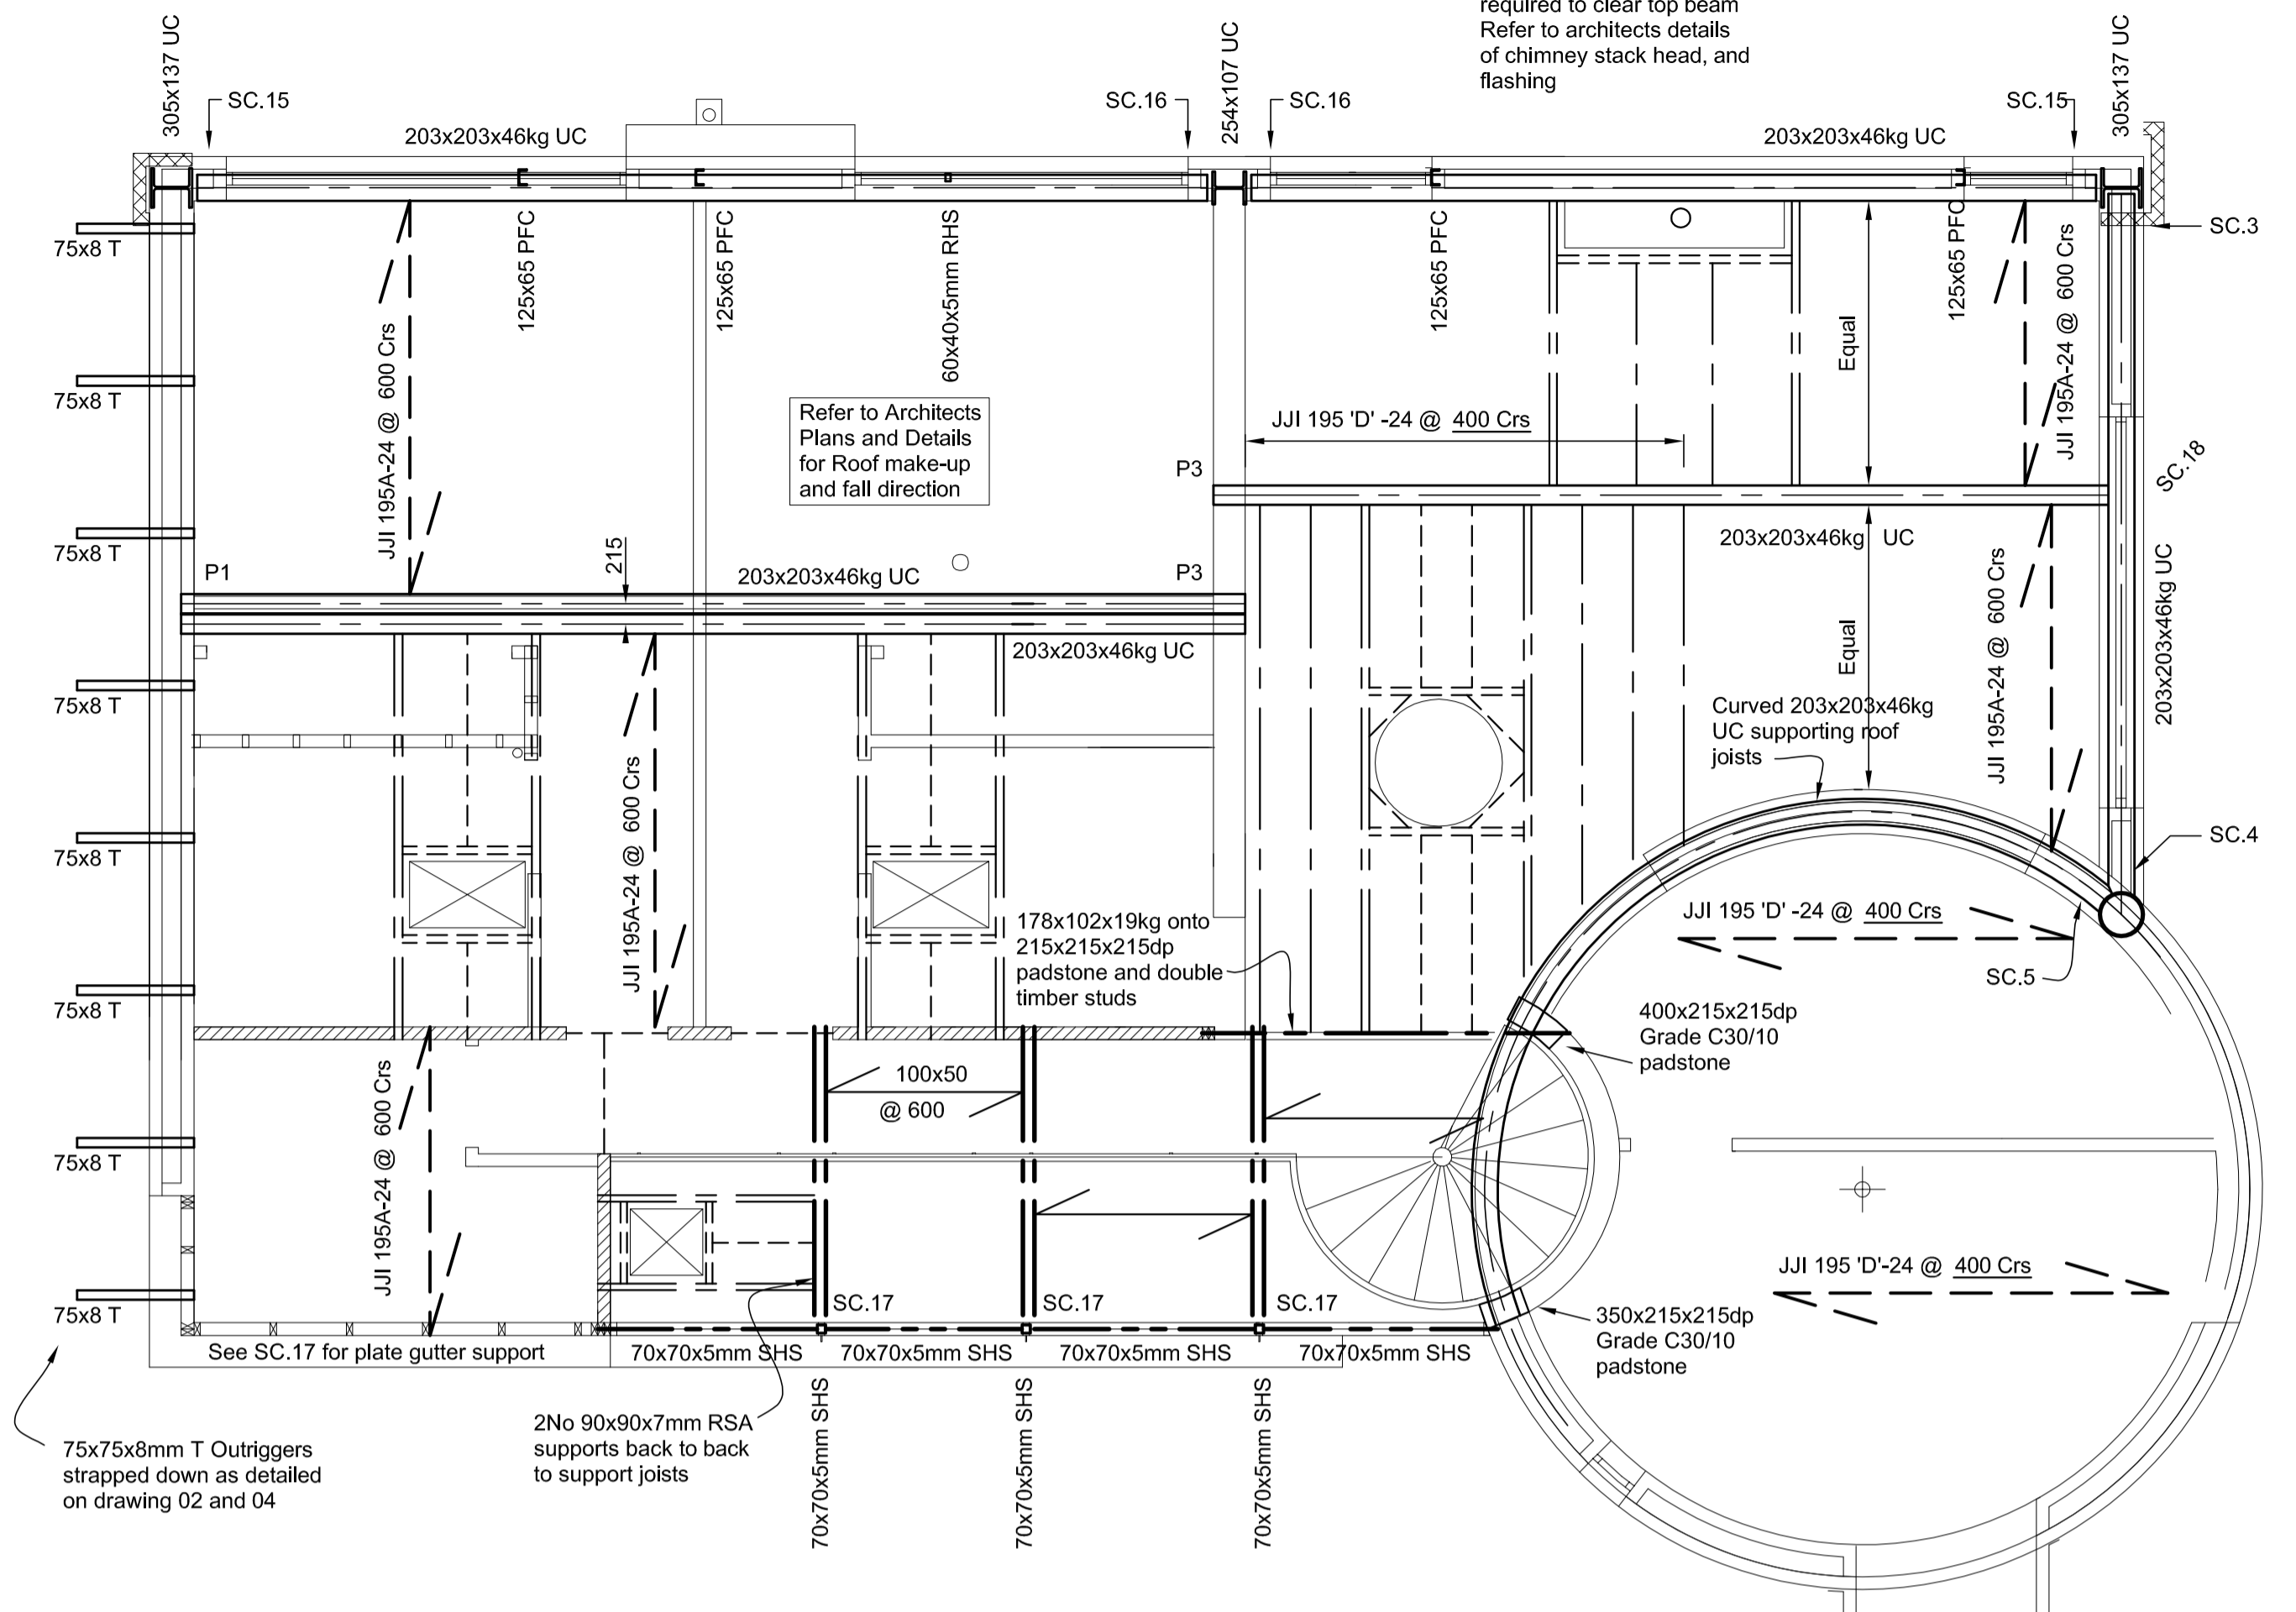 required to clear top beam
Refer to architects details
of chimney stack head, and
flashing
305x137 UC
SC.15
203x203x46kg UC
SC.16
254x107 UC
SC.16
203x203x46kg UC
SC.15
305x137 UC
SC.3
75x8 T
75x8 T
75x8 T
75x8 T
75x8 T
75x8 T
75x8 T
75x8 T
125x65 PFC
125x65 PFC
60x40x5mm RHS
125x65 PFC
125x65 PFC
JJI 195A-24 @ 600 Crs
JJI 195A-24 @ 600 Crs
Equal
Refer to Architects
Plans and Details
for Roof make-up
and fall direction
JJI 195 'D' -24 @ 400 Crs
P3
SC.18
203x203x46kg UC
P1
215
203x203x46kg UC
P3
203x203x46kg UC
203x203x46kg UC
JJI 195A-24 @ 600 Crs
Equal
Curved 203x203x46kg
UC supporting roof
joists
JJI 195A-24 @ 600 Crs
SC.4
178x102x19kg onto
215x215x215dp
padstone and double
timber studs
JJI 195 'D' -24 @ 400 Crs
SC.5
400x215x215dp
Grade C30/10
padstone
100x50
@ 600
JJI 195A-24 @ 600 Crs
JJI 195 'D'-24 @ 400 Crs
SC.17
SC.17
SC.17
350x215x215dp
Grade C30/10
padstone
See SC.17 for plate gutter support
70x70x5mm SHS
70x70x5mm SHS
70x70x5mm SHS
70x70x5mm SHS
75x75x8mm T Outriggers
strapped down as detailed
on drawing 02 and 04
2No 90x90x7mm RSA
supports back to back
to support joists
70x70x5mm SHS
70x70x5mm SHS
70x70x5mm SHS